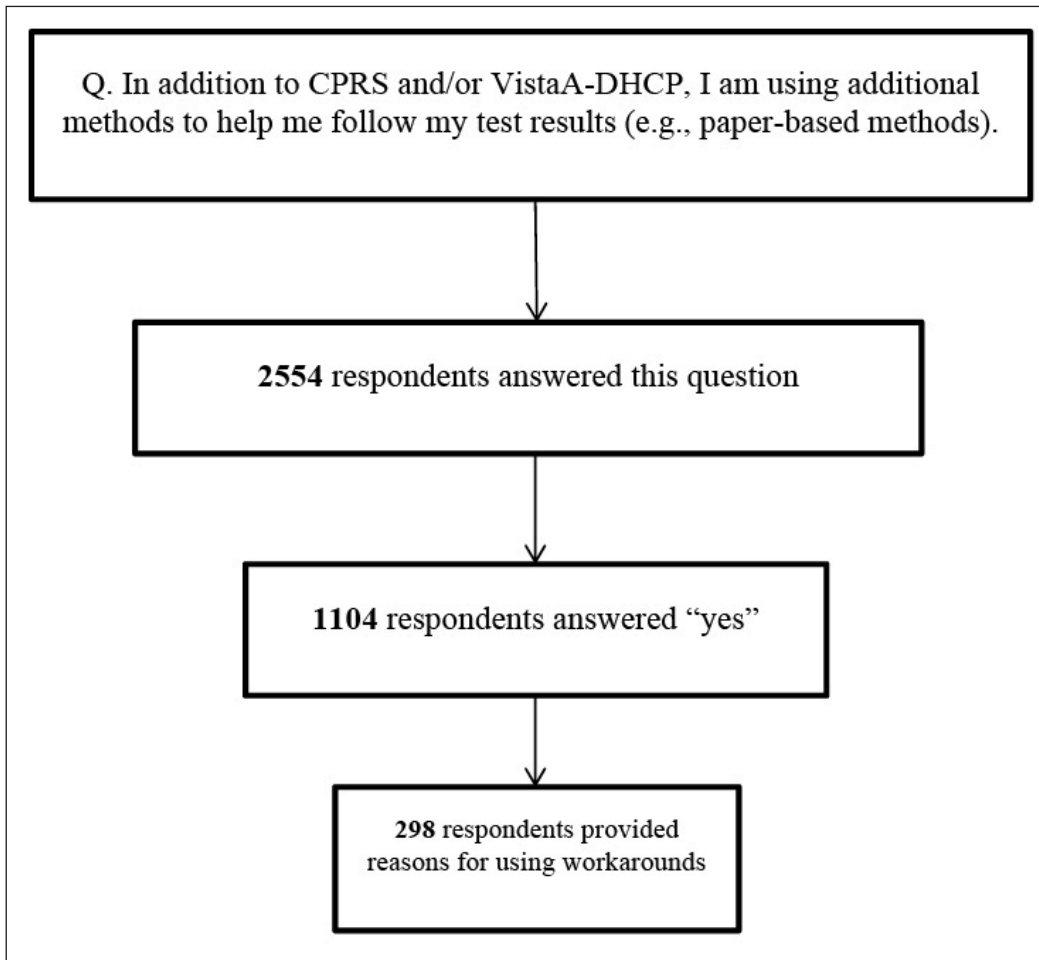 Q. In addition to CPRS and/or VistaA-DHCP, I am using additional
methods to help me follow my test results (e.g., paper-based methods).
2554 respondents answered this question
1104 respondents answered “yes”
298 respondents provided
reasons for using workarounds